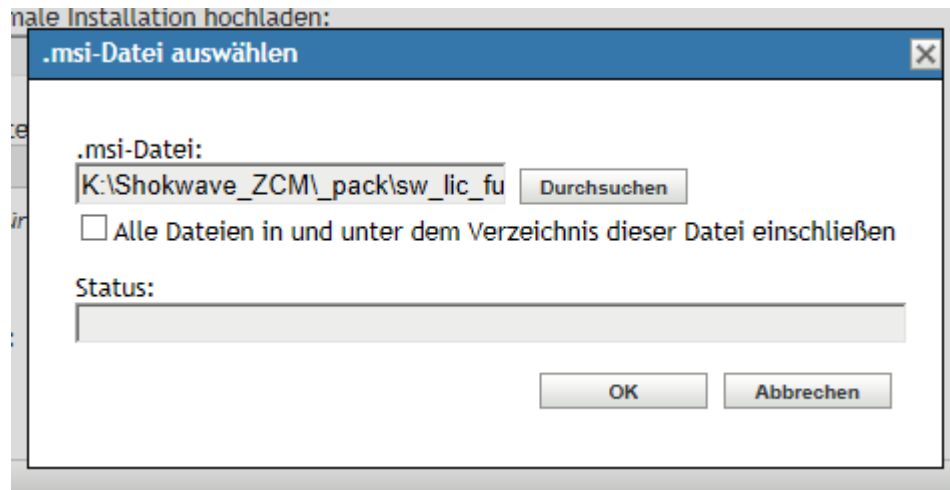 male Installation hochladen:
.msi-Datei auswählen
.msi-Datei:
K:\Shokwave_ZCM\_pack\sw_lic_fu
Durchsuchen
Alle Dateien in und unter dem Verzeichnis dieser Datei einschließen
Status:
OK
Abbrechen